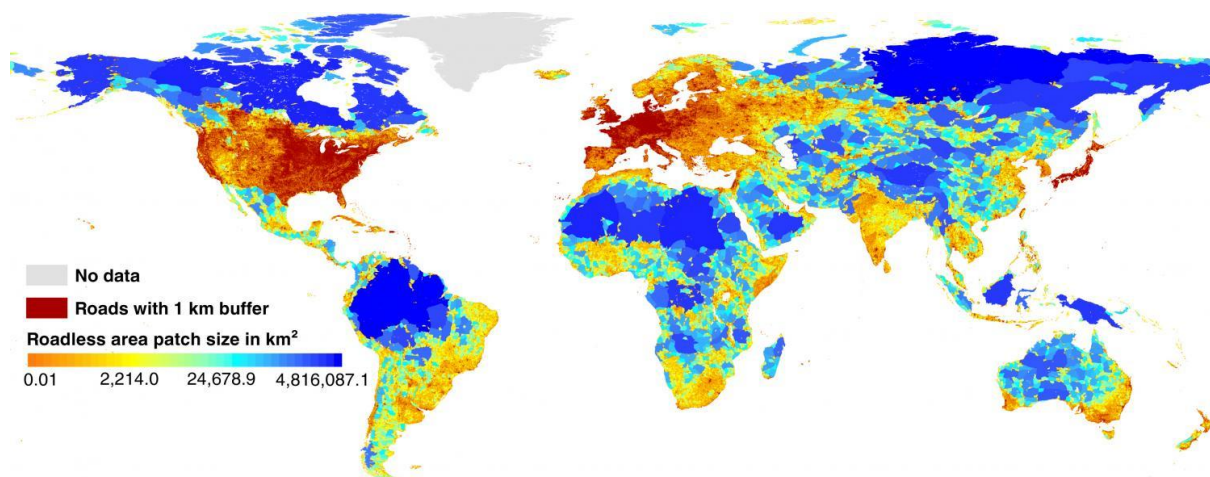 No data
Roads with 1 km buffer
Roadless area patch size in km²
0.01 2,214.0 24,678.9 4,816,087.1